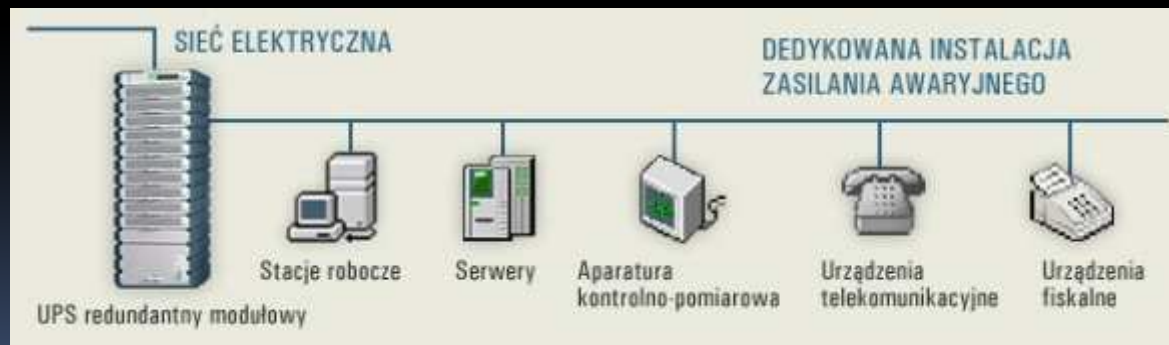 SIEĆ ELEKTRYCZNA
DEDYKOWANA INSTALACJA
ZASILANIA AWARYJNEGO
Stacje robocze
Serwery
Aparatura
kontrolno-pomiarowa
Urządzenia
telekomunikacyjne
Urządzenia
fiskalne
UPS redundantny modułowy